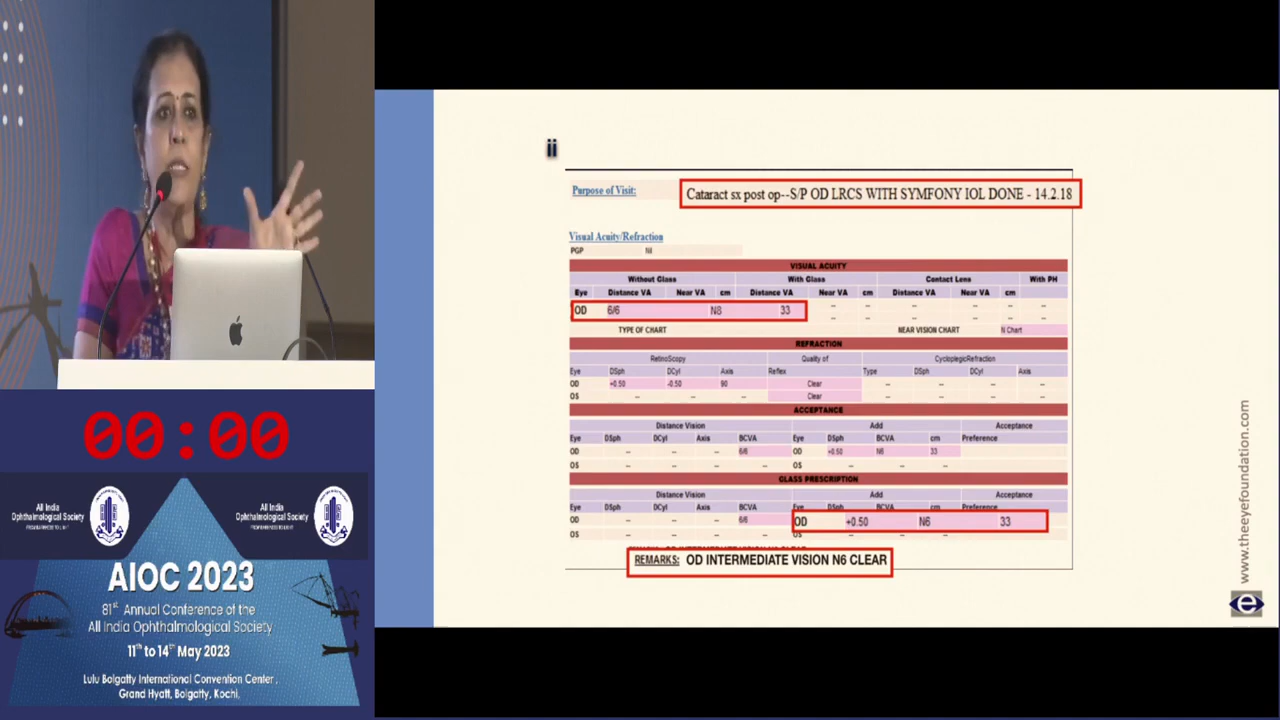 00:00
All India
Ophthalmological Society
All India
Ophthalmological Society
AIOC 2023
81st Annual Conference of the
All India Ophthalmological Society
11th to 14th May 2023
Lulu Bolgatty International Convention Center,
Grand Hyatt, Bolgatty, Kochi,
ii
Purpose of Visit: Cataract sx post op--S/P OD LRCS WITH SYMFONY IOL DONE - 14.2.18
Visual Acuity/Refraction
PGP Nil
VISUAL ACUITY
Without Glass With Glass Contact Lens With PH
Eye Distance VA Near VA cm Distance VA Near VA cm Distance VA Near VA cm
OD 6/6 N8 33 -- -- -- -- -- --
-- -- -- -- -- --
TYPE OF CHART NEAR VISION CHART N Chart
REFRACTION
RetinoScopy Quality of CycloplegicRefraction
Eye DSph DCyl Axis Reflex Type DSph DCyl Axis
OD +0.50 -0.50 90 Clear -- -- -- --
OS -- -- -- Clear -- -- -- --
ACCEPTANCE
Distance Vision Add Acceptance
Eye DSph DCyl Axis BCVA Eye DSph BCVA cm Preference
OD -- -- -- 6/6 OD +0.50 N6 33
OS -- -- -- -- OS -- -- --
GLASS PRESCRIPTION
Distance Vision Add Acceptance
Eye DSph DCyl Axis BCVA Eye DSph BCVA cm Preference
OD -- -- -- 6/6 OD +0.50 N6 33
OS -- -- -- -- OS -- -- --
REMARKS: OD INTERMEDIATE VISION N6 CLEAR
www.theeyefoundation.com
e